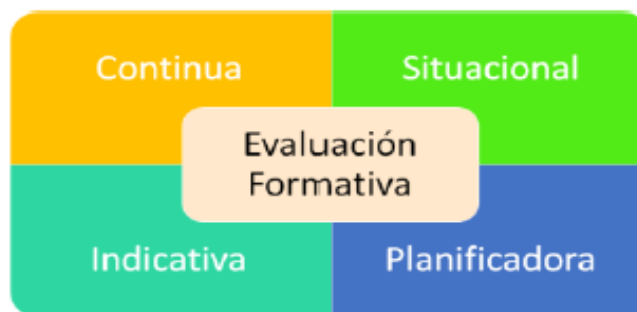 Continua
Situacional
Evaluación
Formativa
Indicativa
Planificadora